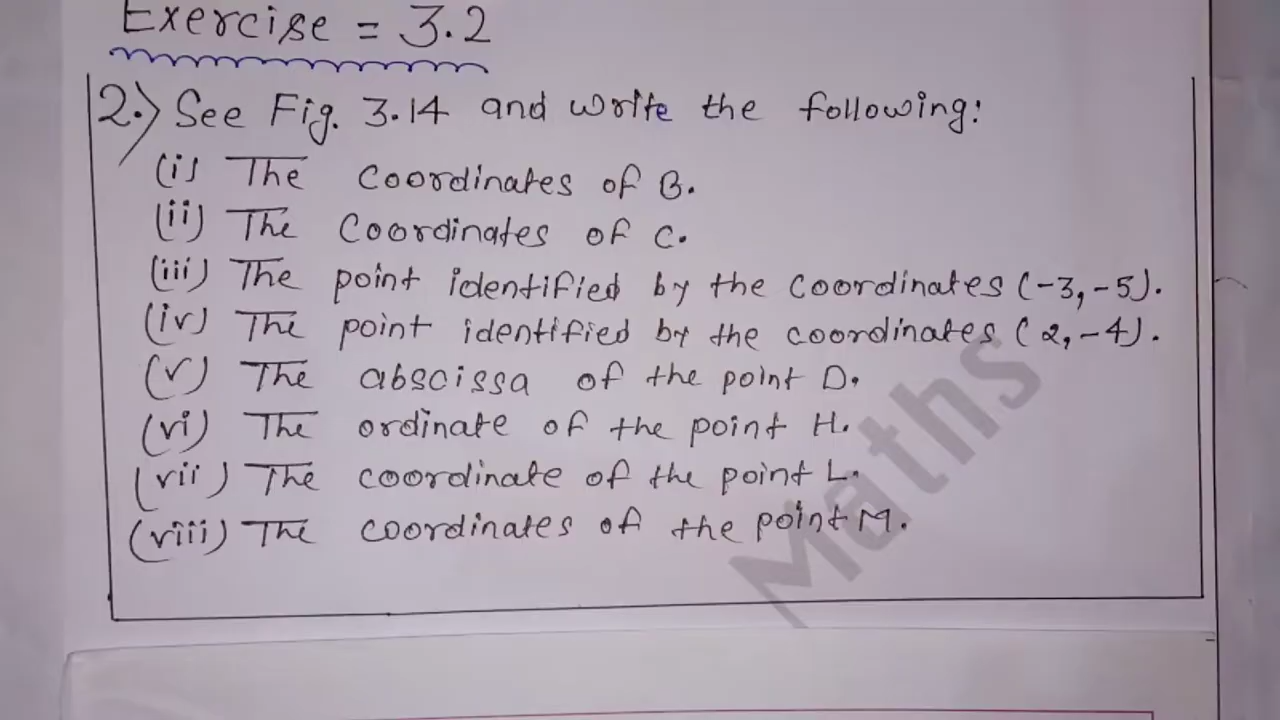 Exercise = 3.2
2.) See Fig. 3.14 and write the following:
(i) The coordinates of B.
(ii) The coordinates of C.
(iii) The point identified by the coordinates (-3, -5).
(iv) The point identified by the coordinates (2, -4).
(v) The abscissa of the point D.
(vi) The ordinate of the point H.
(vii) The coordinate of the point L.
(viii) The coordinates of the point M.
Maths